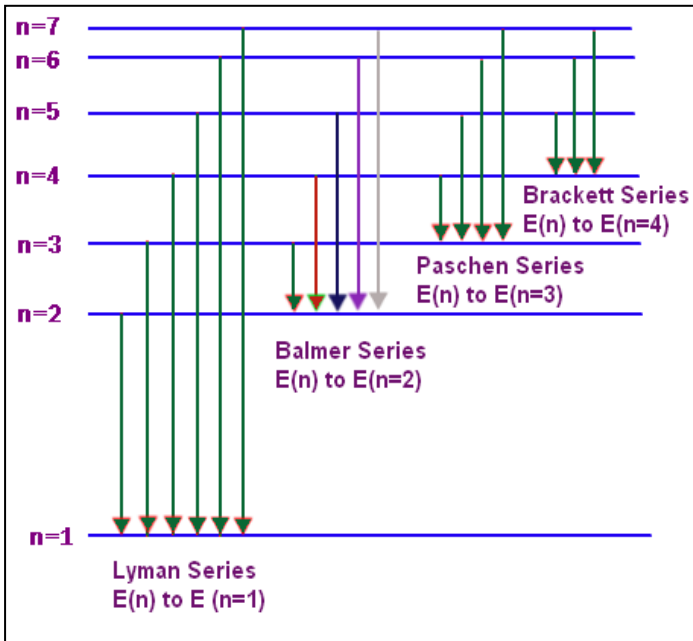 n=7
n=6
n=5
n=4
Brackett Series
E(n) to E(n=4)
n=3
Paschen Series
E(n) to E(n=3)
n=2
Balmer Series
E(n) to E(n=2)
n=1
Lyman Series
E(n) to E (n=1)